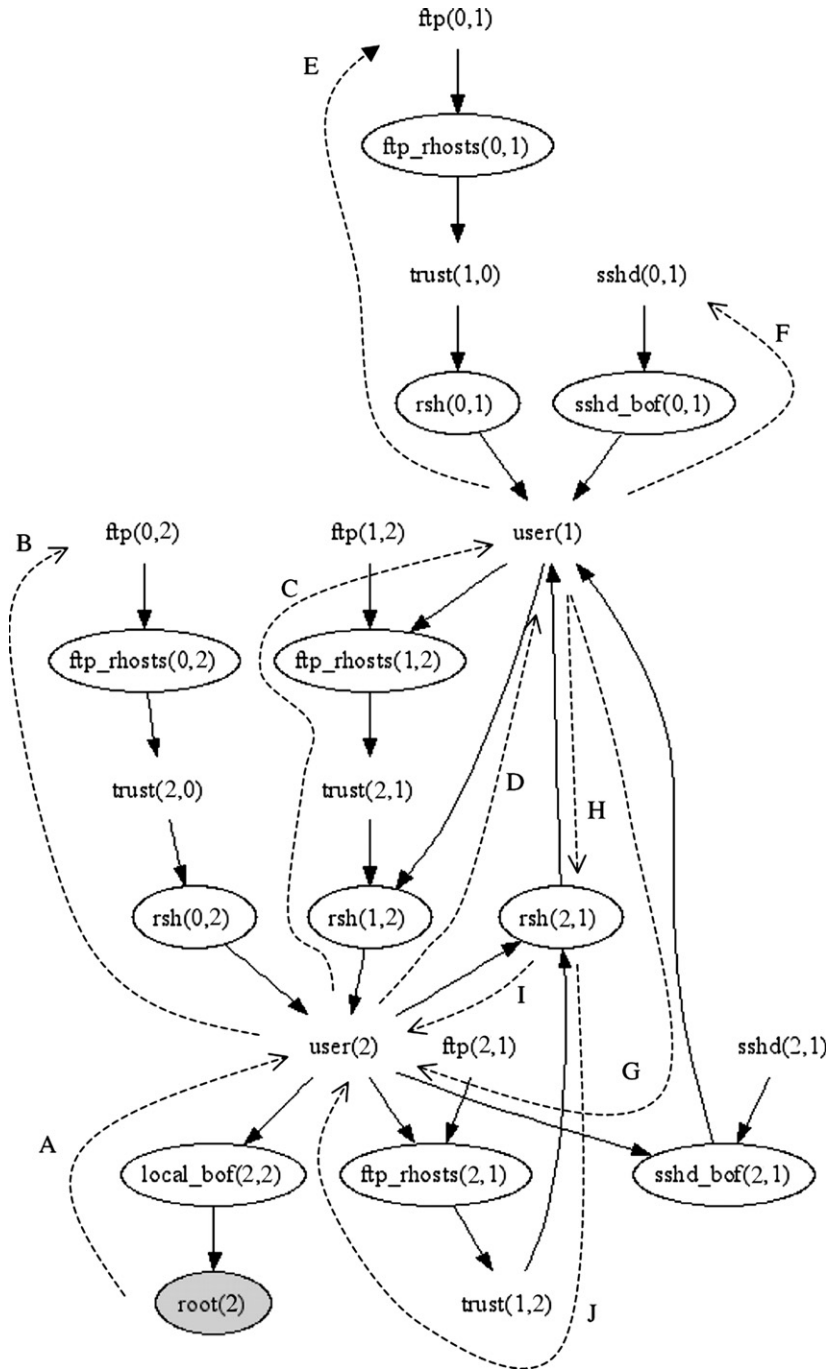 ftp(0,1)
E
ftp_rhosts(0,1)
trust(1,0)
sshd(0,1)
F
rsh(0,1)
sshd_bof(0,1)
B
ftp(0,2)
ftp(1,2)
user(1)
C
ftp_rhosts(0,2)
ftp_rhosts(1,2)
trust(2,0)
trust(2,1)
D
H
rsh(0,2)
rsh(1,2)
rsh(2,1)
I
user(2)
ftp(2,1)
sshd(2,1)
G
A
local_bof(2,2)
ftp_rhosts(2,1)
sshd_bof(2,1)
root(2)
trust(1,2)
J